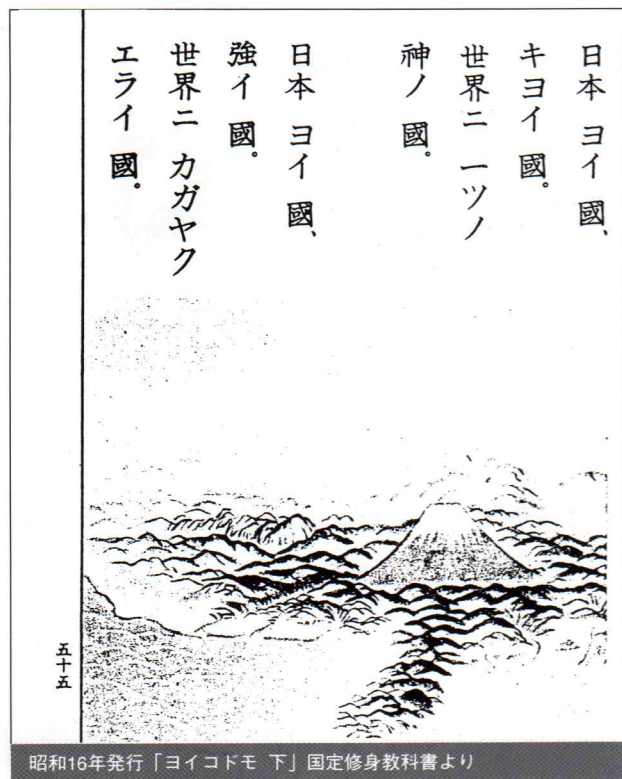 日本 ヨイ 國、
キヨイ 國。
世界ニ 一ツノ
神ノ 國。
日本 ヨイ 國、
強イ 國。
世界ニ カガヤク
エライ 國。
五十五
昭和16年発行「ヨイコドモ 下」国定修身教科書より